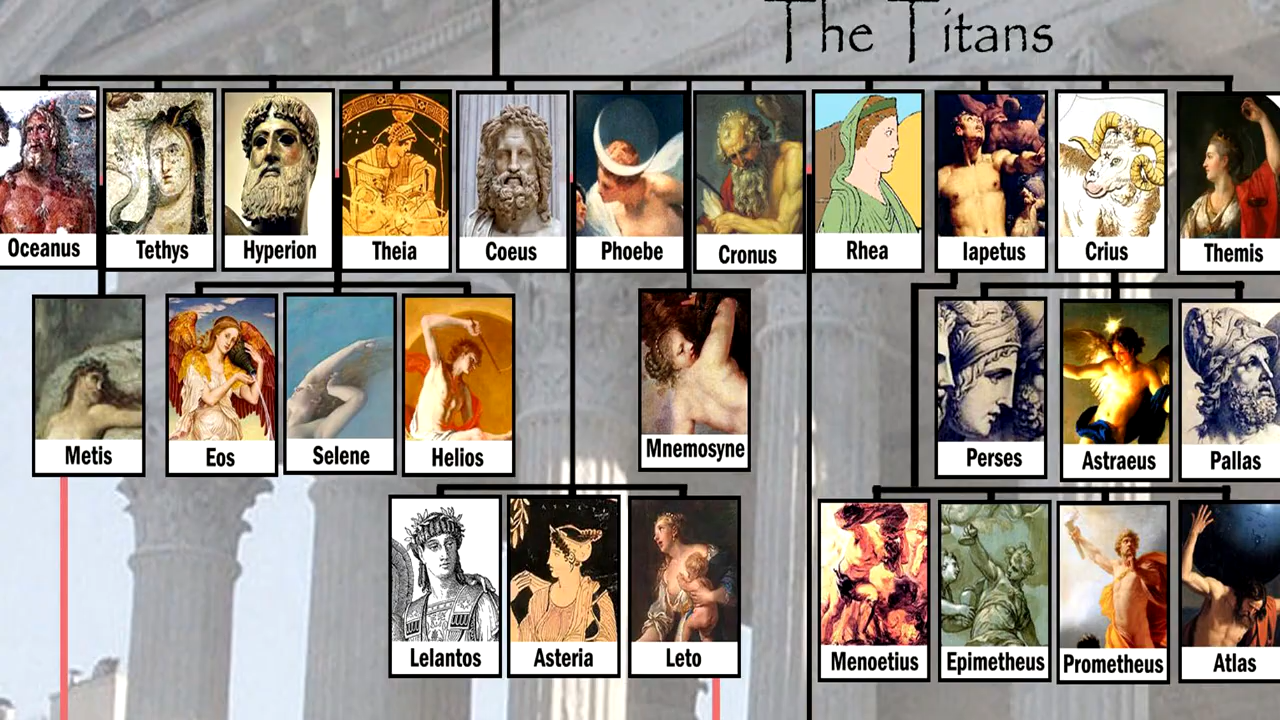 The Titans
Oceanus
Tethys
Hyperion
Theia
Coeus
Phoebe
Cronus
Rhea
Iapetus
Crius
Themis
Metis
Eos
Selene
Helios
Mnemosyne
Perses
Astraeus
Pallas
Lelantos
Asteria
Leto
Menoetius
Epimetheus
Prometheus
Atlas